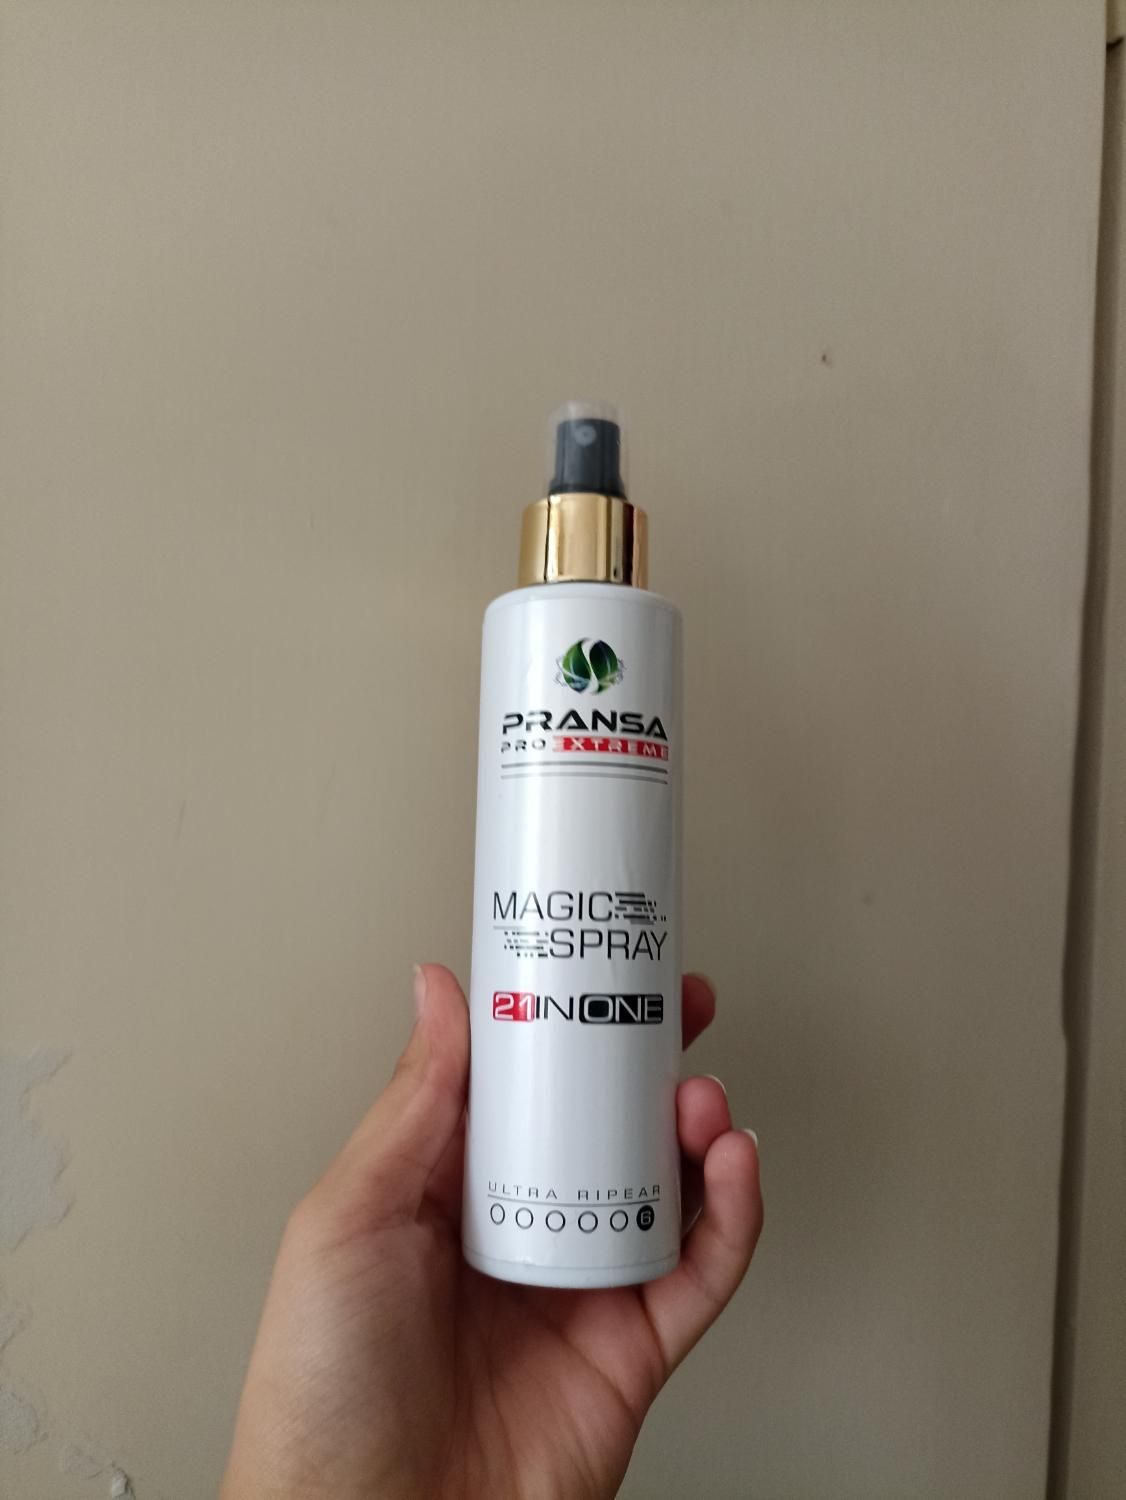 PRANSA
PRO EXTREME
MAGIC
SPRAY
21 IN ONE
ULTRA RIPEAR
6